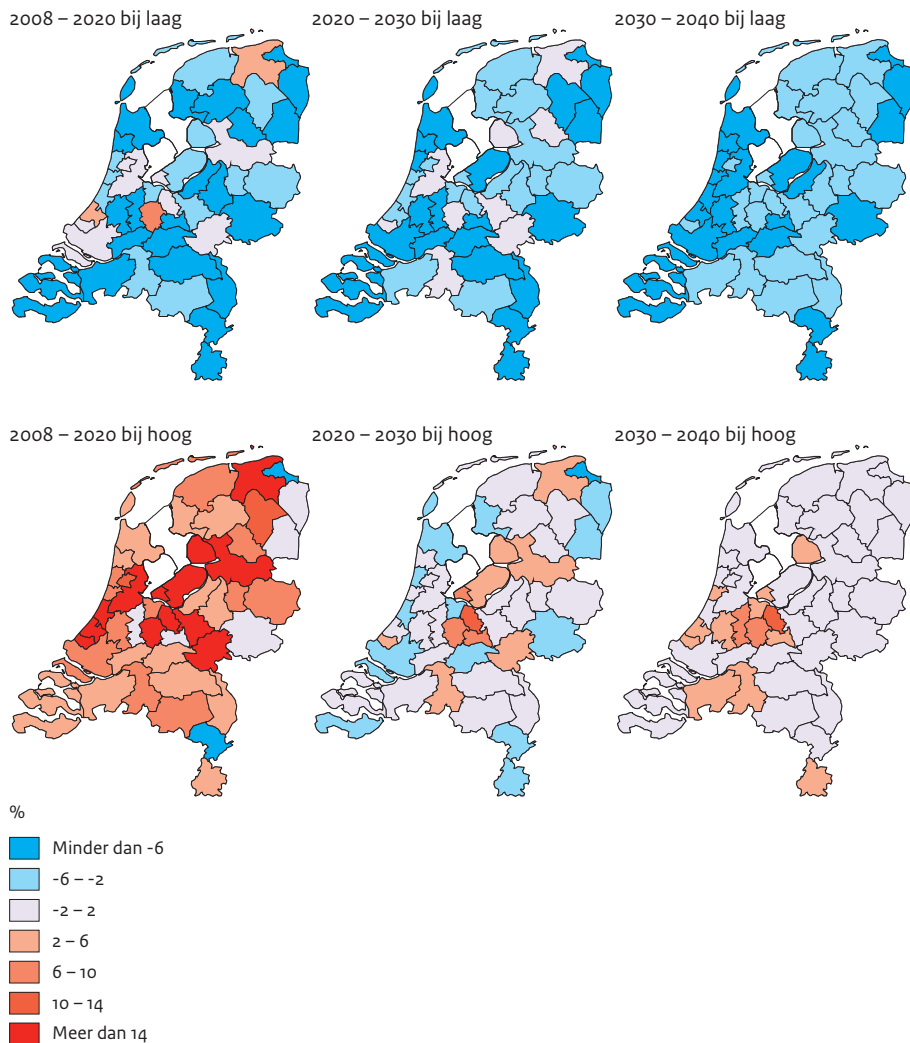 2008 – 2020 bij laag
2020 – 2030 bij laag
2030 – 2040 bij laag
2008 – 2020 bij hoog
2020 – 2030 bij hoog
2030 – 2040 bij hoog
%
Minder dan -6
-6 – -2
-2 – 2
2 – 6
6 – 10
10 – 14
Meer dan 14